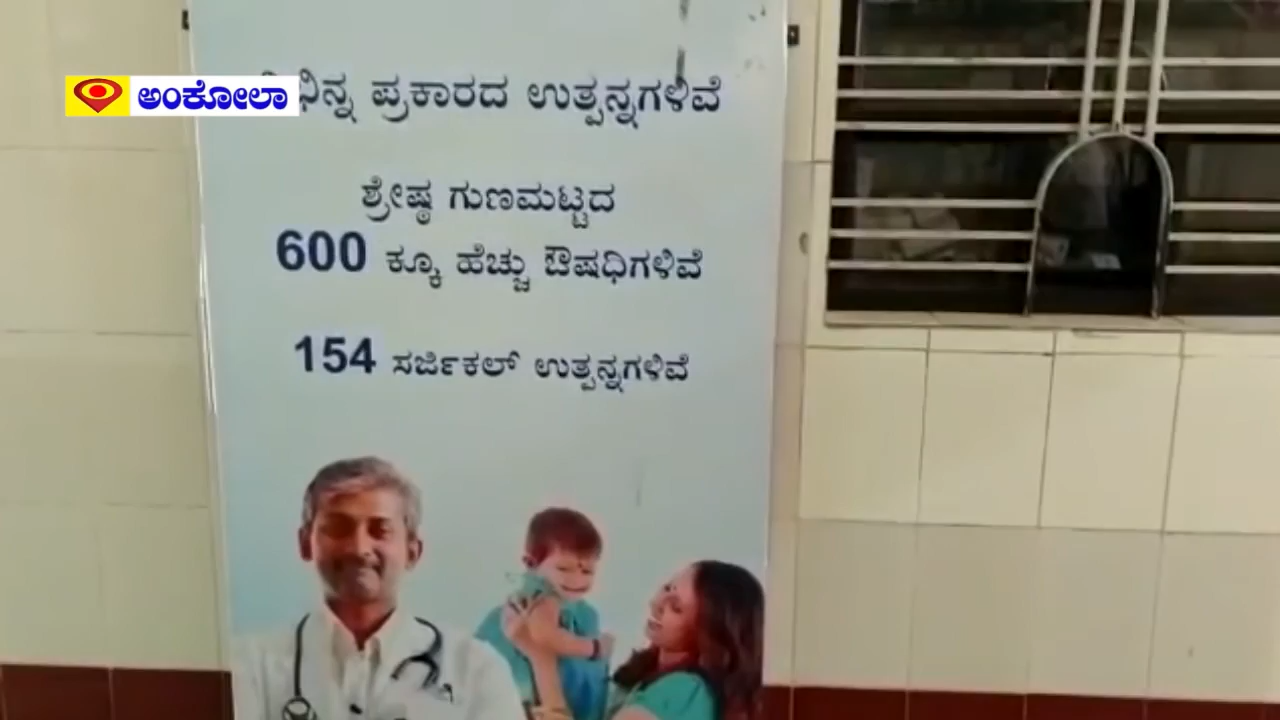 ಅಂಕೋಲಾ
ಪ್ರಕಾರದ ಉತ್ಪನ್ನಗಳಿವೆ
ಶ್ರೇಷ್ಠ ಗುಣಮಟ್ಟದ
600 ಕ್ಕೂ ಹೆಚ್ಚು ಔಷಧಿಗಳಿವೆ
154 ಸರ್ಜಿಕಲ್ ಉತ್ಪನ್ನಗಳಿವೆ